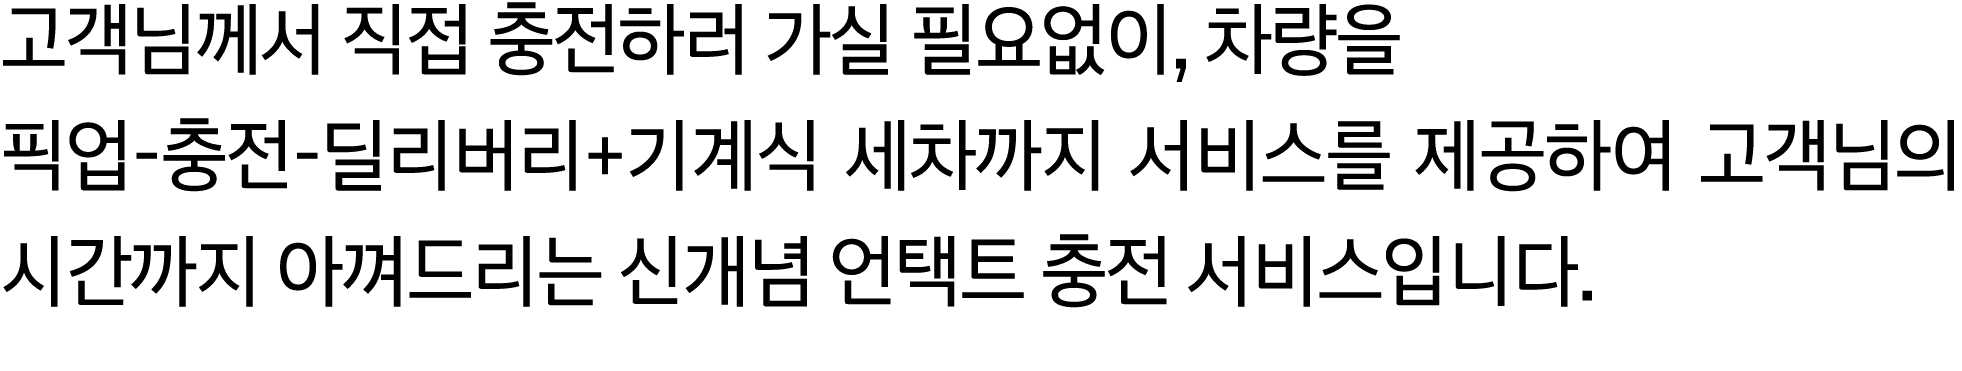 고객님께서 직접 충전하러 가실 필요없이, 차량을
픽업-충전-딜리버리+기계식 세차까지 서비스를 제공하여 고객님의
시간까지 아껴드리는 신개념 언택트 충전 서비스입니다.